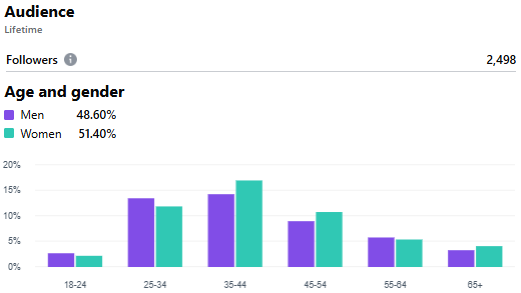 Audience
Lifetime
Followers 2,498
Age and gender
Men 48.60%
Women 51.40%
20%
15%
10%
5%
0%
18-24 25-34 35-44 45-54 55-64 65+